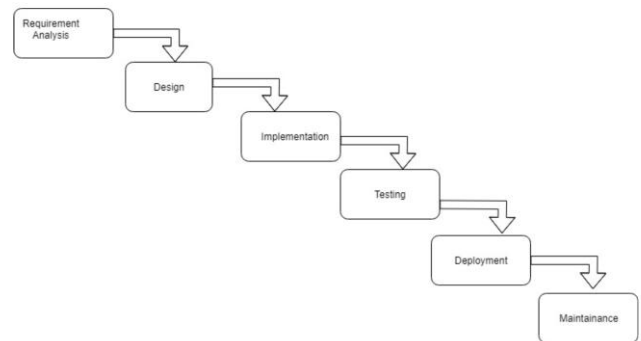 Requirement
Analysis
Design
Implementation
Testing
Deployment
Maintainance